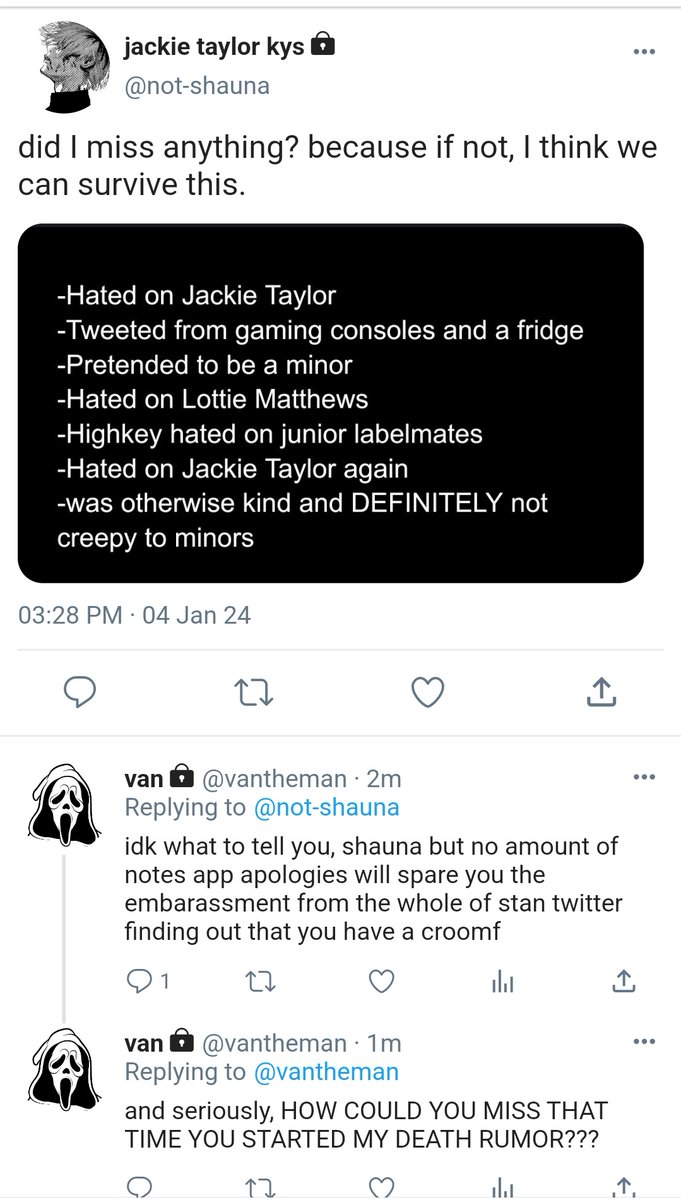 jackie taylor kys
@not-shauna
did I miss anything? because if not, I think we
can survive this.
-Hated on Jackie Taylor
-Tweeted from gaming consoles and a fridge
-Pretended to be a minor
-Hated on Lottie Matthews
-Highkey hated on junior labelmates
-Hated on Jackie Taylor again
-was otherwise kind and DEFINITELY not
creepy to minors
03:28 PM · 04 Jan 24
van @vantheman · 2m
Replying to @not-shauna
idk what to tell you, shauna but no amount of
notes app apologies will spare you the
embarassment from the whole of stan twitter
finding out that you have a croomf
1
van @vantheman · 1m
Replying to @vantheman
and seriously, HOW COULD YOU MISS THAT
TIME YOU STARTED MY DEATH RUMOR???